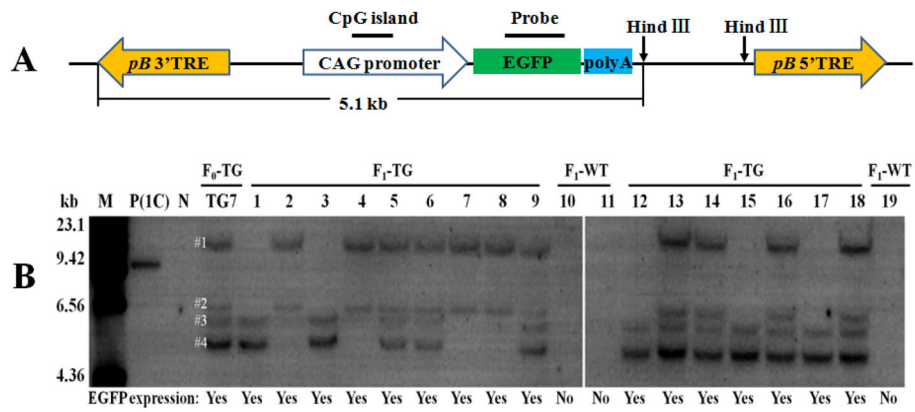 CpG island Probe Hind III Hind III
A pB 3'TRE CAG promoter EGFP polyA pB 5'TRE
5.1 kb
F0-TG F1-TG F1-WT F1-TG F1-WT
kb M P(1C) N TG7 1 2 3 4 5 6 7 8 9 10 11 12 13 14 15 16 17 18 19
23.1
#1
9.42
B
6.56 #2
#3
#4
4.36
EGFP expression: Yes Yes Yes Yes Yes Yes Yes Yes Yes Yes No No Yes Yes Yes Yes Yes Yes Yes No